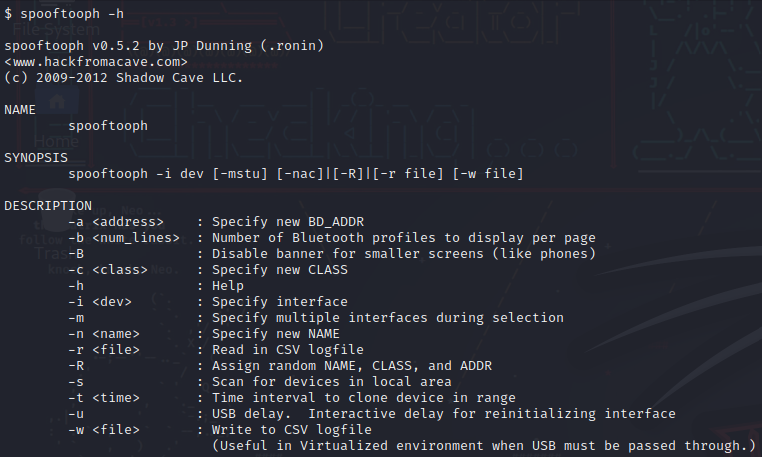 $ spooftooph -h
spooftooph v0.5.2 by JP Dunning (.ronin)
<www.hackfromacave.com>
(c) 2009-2012 Shadow Cave LLC.
NAME
spooftooph
SYNOPSIS
spooftooph -i dev [-mstu] [-nac]|[-R]|[-r file] [-w file]
DESCRIPTION
-a <address>    : Specify new BD_ADDR
-b <num_lines>  : Number of Bluetooth profiles to display per page
-B              : Disable banner for smaller screens (like phones)
-c <class>      : Specify new CLASS
-h              : Help
-i <dev>        : Specify interface
-m              : Specify multiple interfaces during selection
-n <name>       : Specify new NAME
-r <file>       : Read in CSV logfile
-R              : Assign random NAME, CLASS, and ADDR
-s              : Scan for devices in local area
-t <time>       : Time interval to clone device in range
-u              : USB delay.  Interactive delay for reinitializing interface
-w <file>       : Write to CSV logfile
(Useful in Virtualized environment when USB must be passed through.)
File System
Home
Checking...